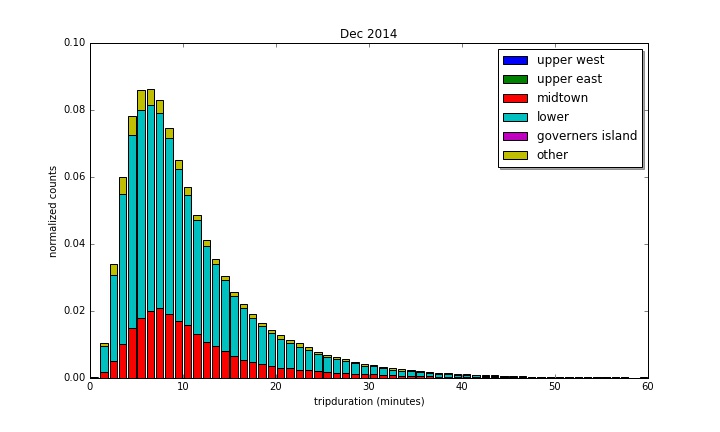 Dec 2014
0.10
0.08
0.06
0.04
0.02
0.00
normalized counts
upper west
upper east
midtown
lower
governers island
other
0 10 20 30 40 50 60
tripduration (minutes)